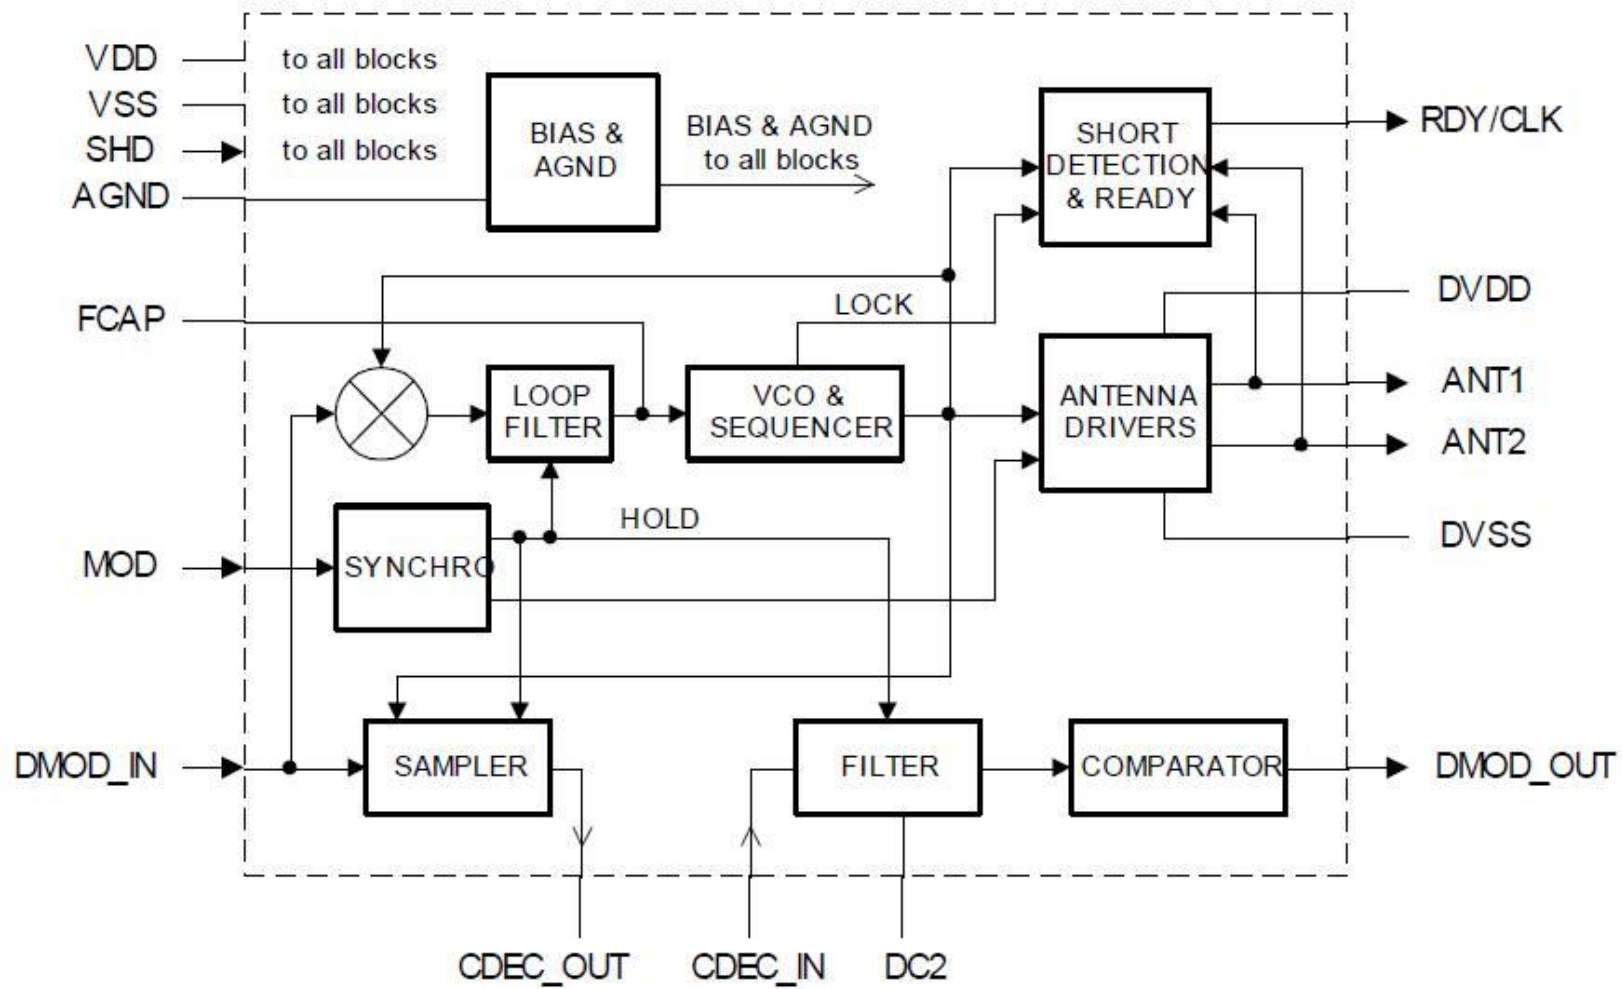 VDD
to all blocks
VSS
to all blocks
SHD
to all blocks
AGND
BIAS &
AGND
BIAS & AGND
to all blocks
SHORT
DETECTION
& READY
RDY/CLK
FCAP
LOCK
DVDD
LOOP
FILTER
VCO &
SEQUENCER
ANTENNA
DRIVERS
ANT1
ANT2
HOLD
DVSS
MOD
SYNCHRO
DMOD_IN
SAMPLER
FILTER
COMPARATOR
DMOD_OUT
CDEC_OUT
CDEC_IN
DC2